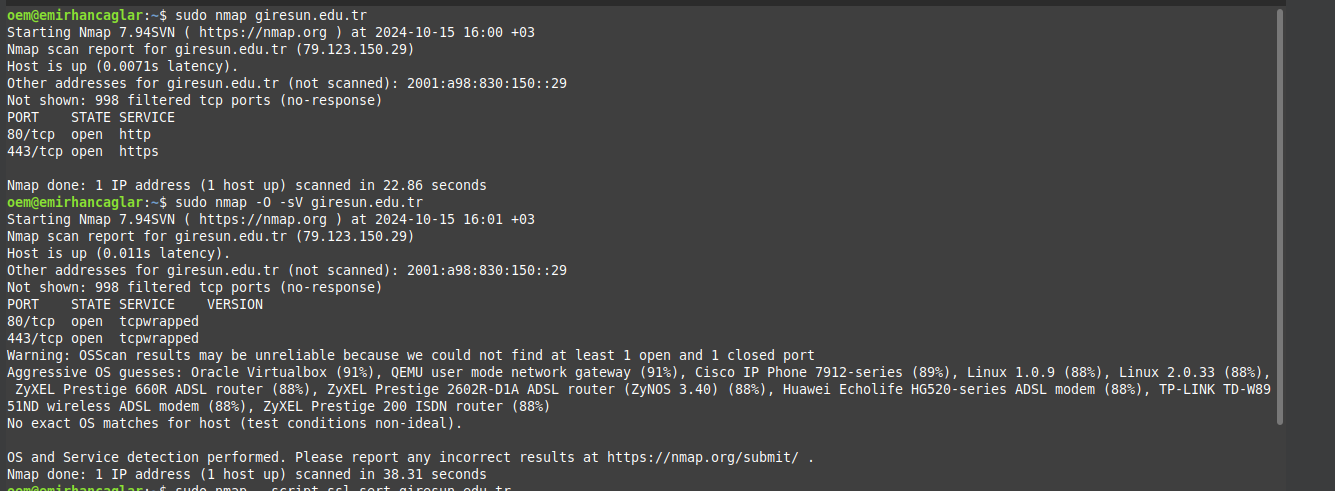 oem@emirhancaglar:~$ sudo nmap giresun.edu.tr
Starting Nmap 7.94SVN ( https://nmap.org ) at 2024-10-15 16:00 +03
Nmap scan report for giresun.edu.tr (79.123.150.29)
Host is up (0.0071s latency).
Other addresses for giresun.edu.tr (not scanned): 2001:a98:830:150::29
Not shown: 998 filtered tcp ports (no-response)
PORT    STATE SERVICE
80/tcp  open  http
443/tcp open  https
Nmap done: 1 IP address (1 host up) scanned in 22.86 seconds
oem@emirhancaglar:~$ sudo nmap -O -sV giresun.edu.tr
Starting Nmap 7.94SVN ( https://nmap.org ) at 2024-10-15 16:01 +03
Nmap scan report for giresun.edu.tr (79.123.150.29)
Host is up (0.011s latency).
Other addresses for giresun.edu.tr (not scanned): 2001:a98:830:150::29
Not shown: 998 filtered tcp ports (no-response)
PORT    STATE SERVICE    VERSION
80/tcp  open  tcpwrapped
443/tcp open  tcpwrapped
Warning: OSScan results may be unreliable because we could not find at least 1 open and 1 closed port
Aggressive OS guesses: Oracle Virtualbox (91%), QEMU user mode network gateway (91%), Cisco IP Phone 7912-series (89%), Linux 1.0.9 (88%), Linux 2.0.33 (88%),
ZyXEL Prestige 660R ADSL router (88%), ZyXEL Prestige 2602R-D1A ADSL router (ZyNOS 3.40) (88%), Huawei Echolife HG520-series ADSL modem (88%), TP-LINK TD-W89
51ND wireless ADSL modem (88%), ZyXEL Prestige 200 ISDN router (88%)
No exact OS matches for host (test conditions non-ideal).
OS and Service detection performed. Please report any incorrect results at https://nmap.org/submit/ .
Nmap done: 1 IP address (1 host up) scanned in 38.31 seconds
oem@emirhancaglar:~$ sudo nmap